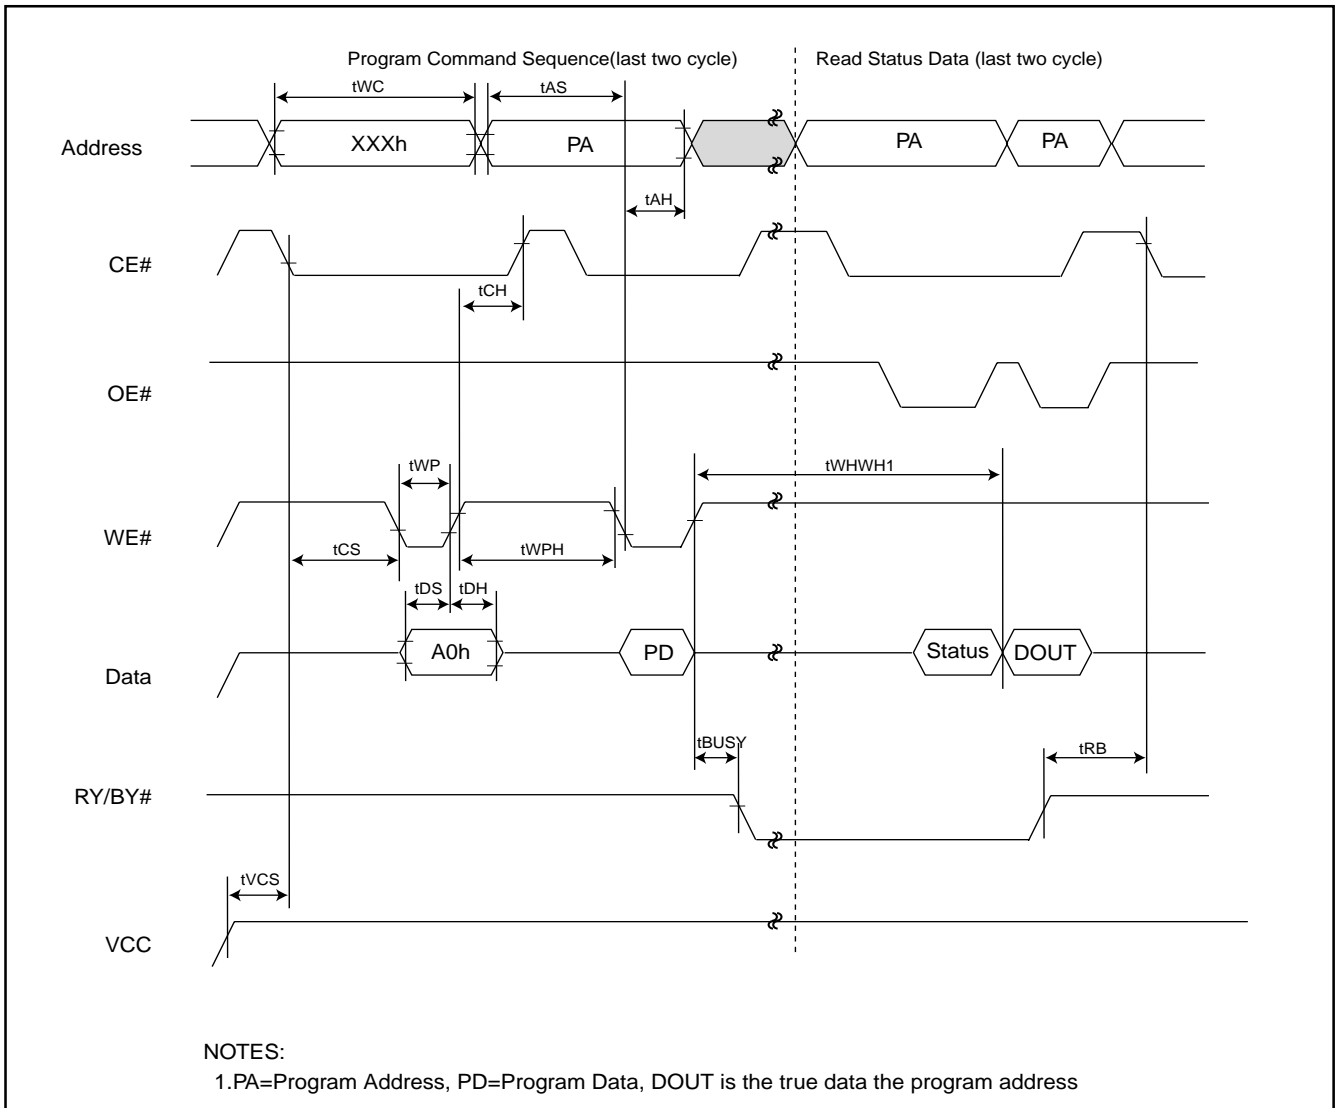 Program Command Sequence(last two cycle)
Read Status Data (last two cycle)
tWC
tAS
Address
XXXh
PA
PA
PA
tAH
CE#
tCH
OE#
tWP
tWHWH1
WE#
tCS
tWPH
tDS
tDH
Data
A0h
PD
Status
DOUT
tBUSY
tRB
RY/BY#
tVCS
VCC
NOTES:
1.PA=Program Address, PD=Program Data, DOUT is the true data the program address